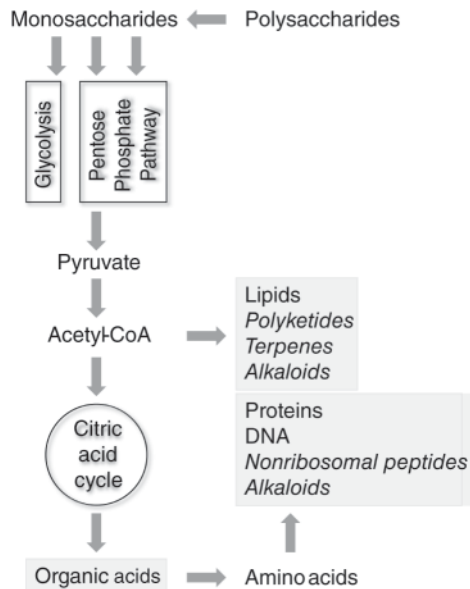 Monosaccharides
Polysaccharides
Glycolysis
Pentose
Phosphate
Pathway
Pyruvate
Acetyl-CoA
Lipids
Polyketides
Terpenes
Alkaloids
Proteins
DNA
Nonribosomal peptides
Alkaloids
Citric
acid
cycle
Organic acids
Amino acids